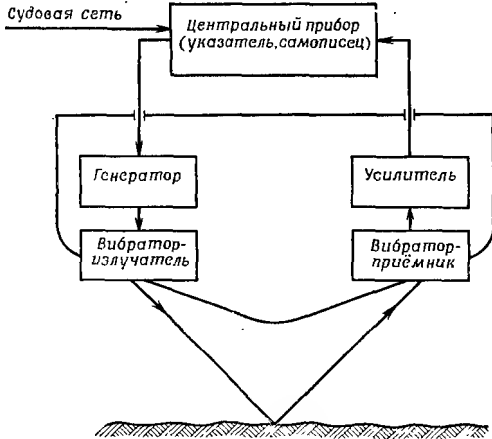 Судовая сеть
Центральный прибор
(указатель, самописец)
Генератор
Усилитель
Вибратор-
излучатель
Вибратор-
приёмник